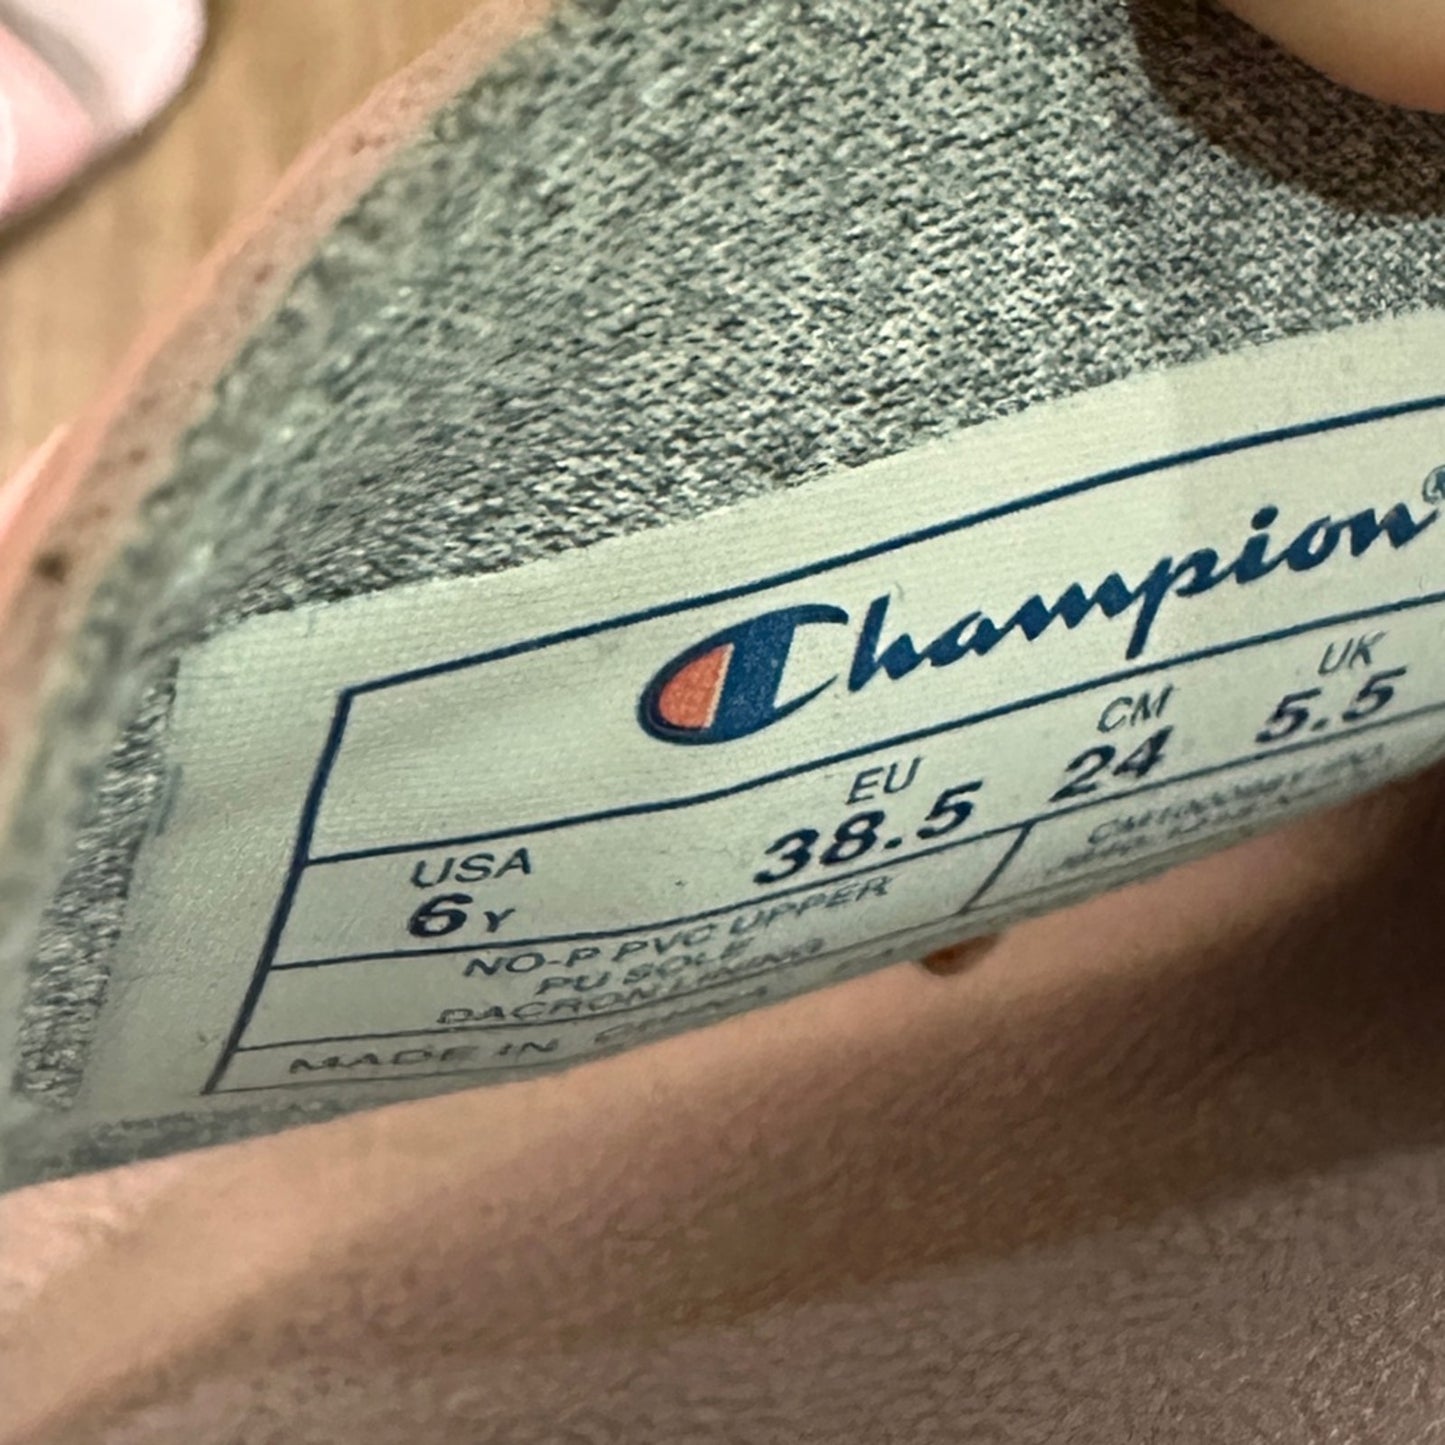 Champion®
USA EU CM UK
6Y 38.5 24 5.5
NO-P PVC UPPER
PU SOLE
DACRON LINING
MADE IN CHINA